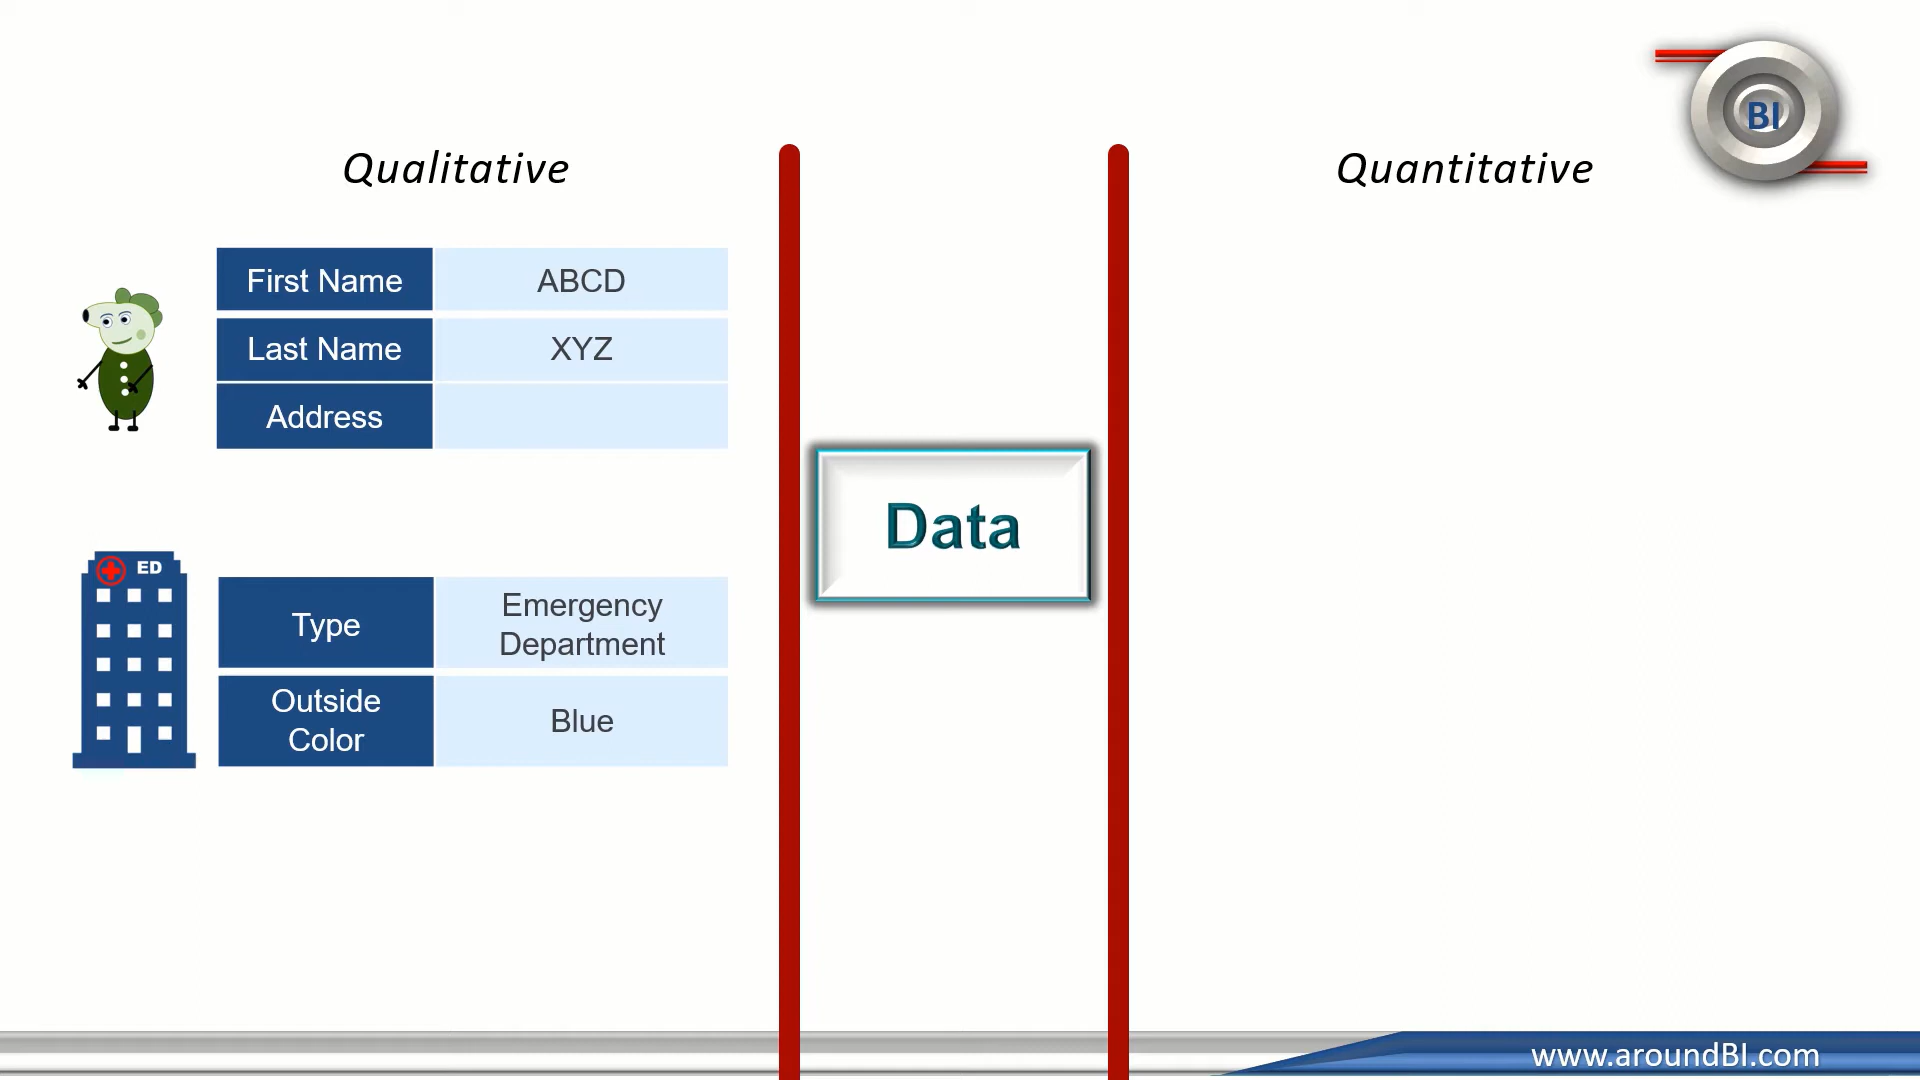 BI
Qualitative
Quantitative
First Name ABCD
Last Name XYZ
Address
Data
ED
Type
Emergency
Department
Outside
Color
Blue
www.aroundBI.com